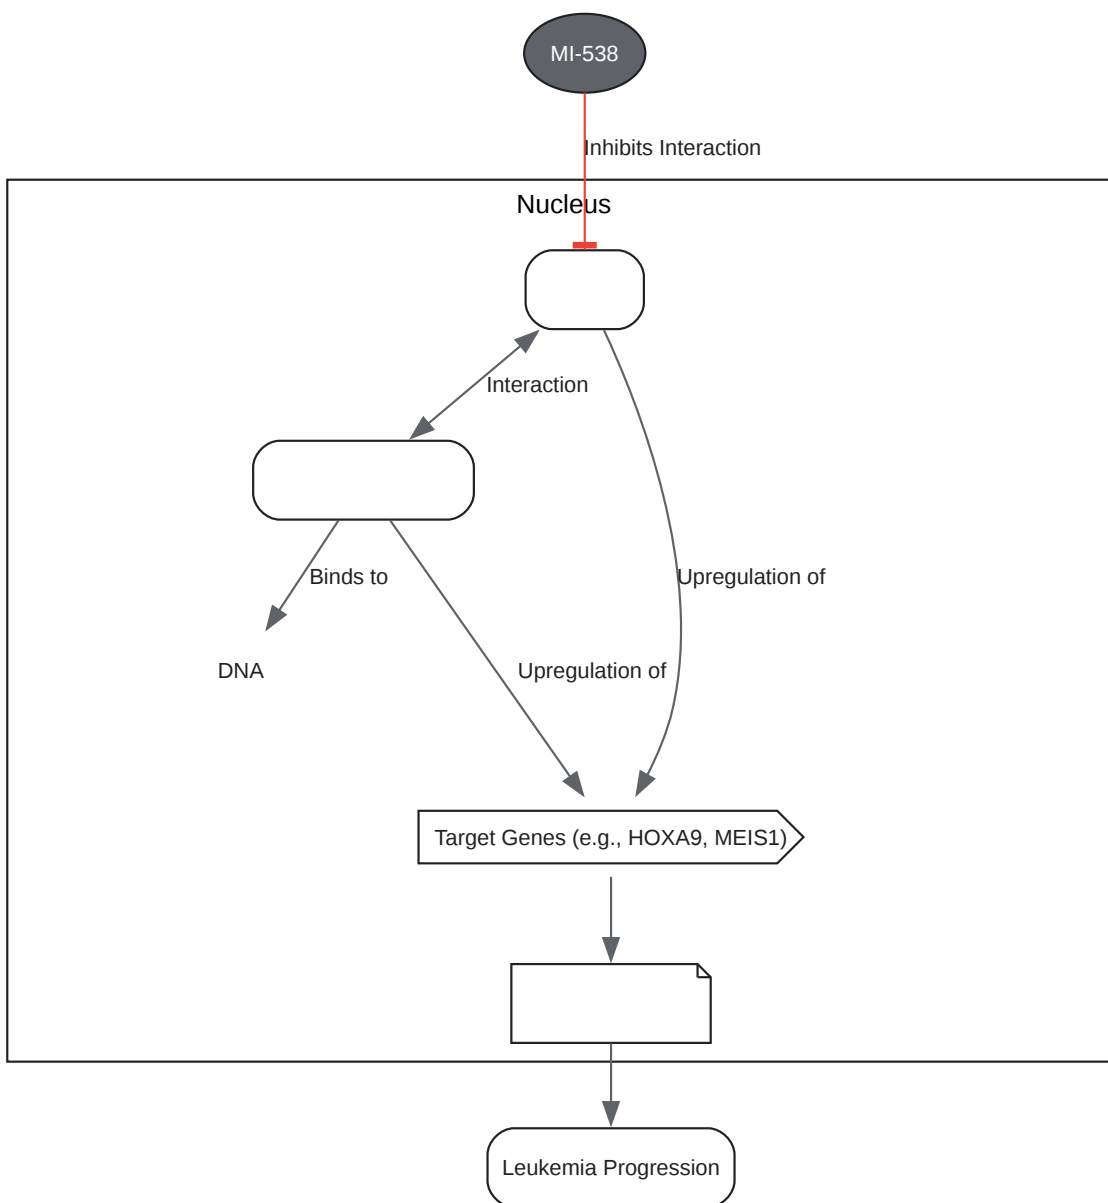 MI-538
Inhibits Interaction
Nucleus
Interaction
Binds to
Upregulation of
DNA
Upregulation of
Target Genes (e.g., HOXA9, MEIS1)
Leukemia Progression